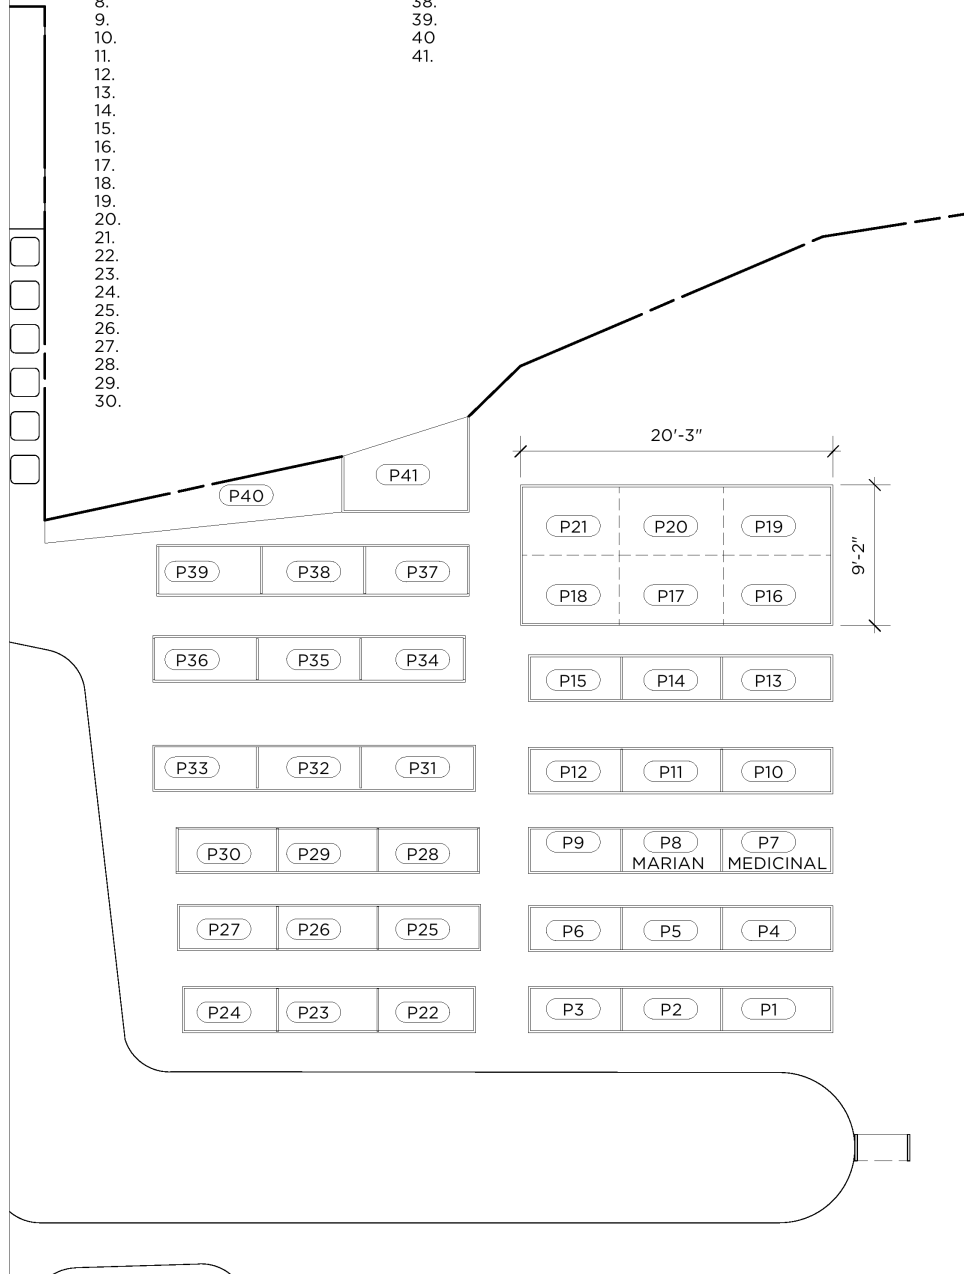 8.
9.
10.
11.
12.
13.
14.
15.
16.
17.
18.
19.
20.
21.
22.
23.
24.
25.
26.
27.
28.
29.
30.
38.
39.
40
41.
P41
P40
20'-3"
9'-2"
P21 P20 P19
P18 P17 P16
P39 P38 P37
P36 P35 P34
P15 P14 P13
P33 P32 P31
P12 P11 P10
P30 P29 P28
P9 P8 P7
MARIAN MEDICINAL
P27 P26 P25
P6 P5 P4
P24 P23 P22
P3 P2 P1